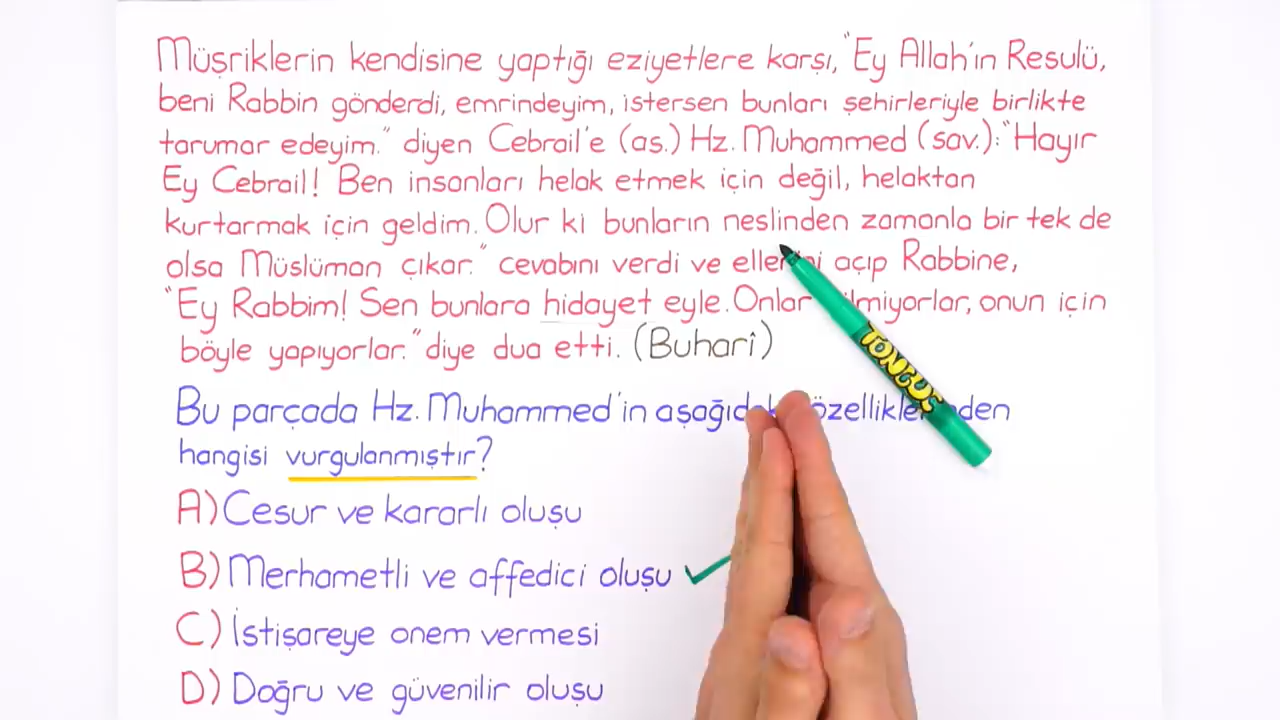 Müşriklerin kendisine yaptığı eziyetlere karşı, "Ey Allah'ın Resulü,
beni Rabbin gönderdi, emrindeyim, istersen bunları şehirleriyle birlikte
tarumar edeyim." diyen Cebrail'e (as.) Hz. Muhammed (sav.): "Hayır
Ey Cebrail! Ben insanları helak etmek için değil, helaktan
kurtarmak için geldim. Olur ki bunların neslinden zamanla bir tek de
olsa Müslüman çıkar." cevabını verdi ve açıp Rabbine,
"Ey Rabbim! Sen bunlara hidayet eyle. Onlar onun için
böyle yapıyorlar." diye dua etti. (Buharî)
Bu parçada Hz. Muhammed'in
hangisi vurgulanmıştır?
A) Cesur ve kararlı oluşu
B) Merhametli ve affedici oluşu
C) İstişareye onem vermesi
D) Doğru ve güvenilir oluşu
TONGUÇ